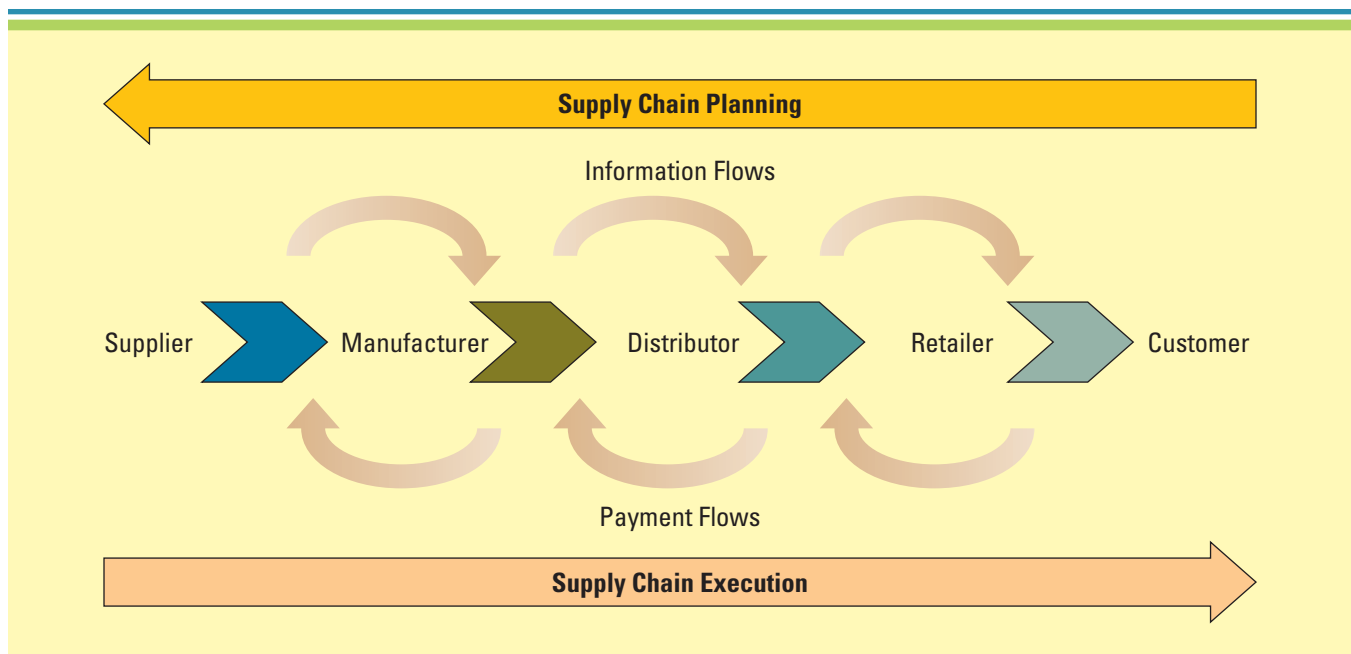 Supply Chain Planning
Information Flows
Supplier
Manufacturer
Distributor
Retailer
Customer
Payment Flows
Supply Chain Execution